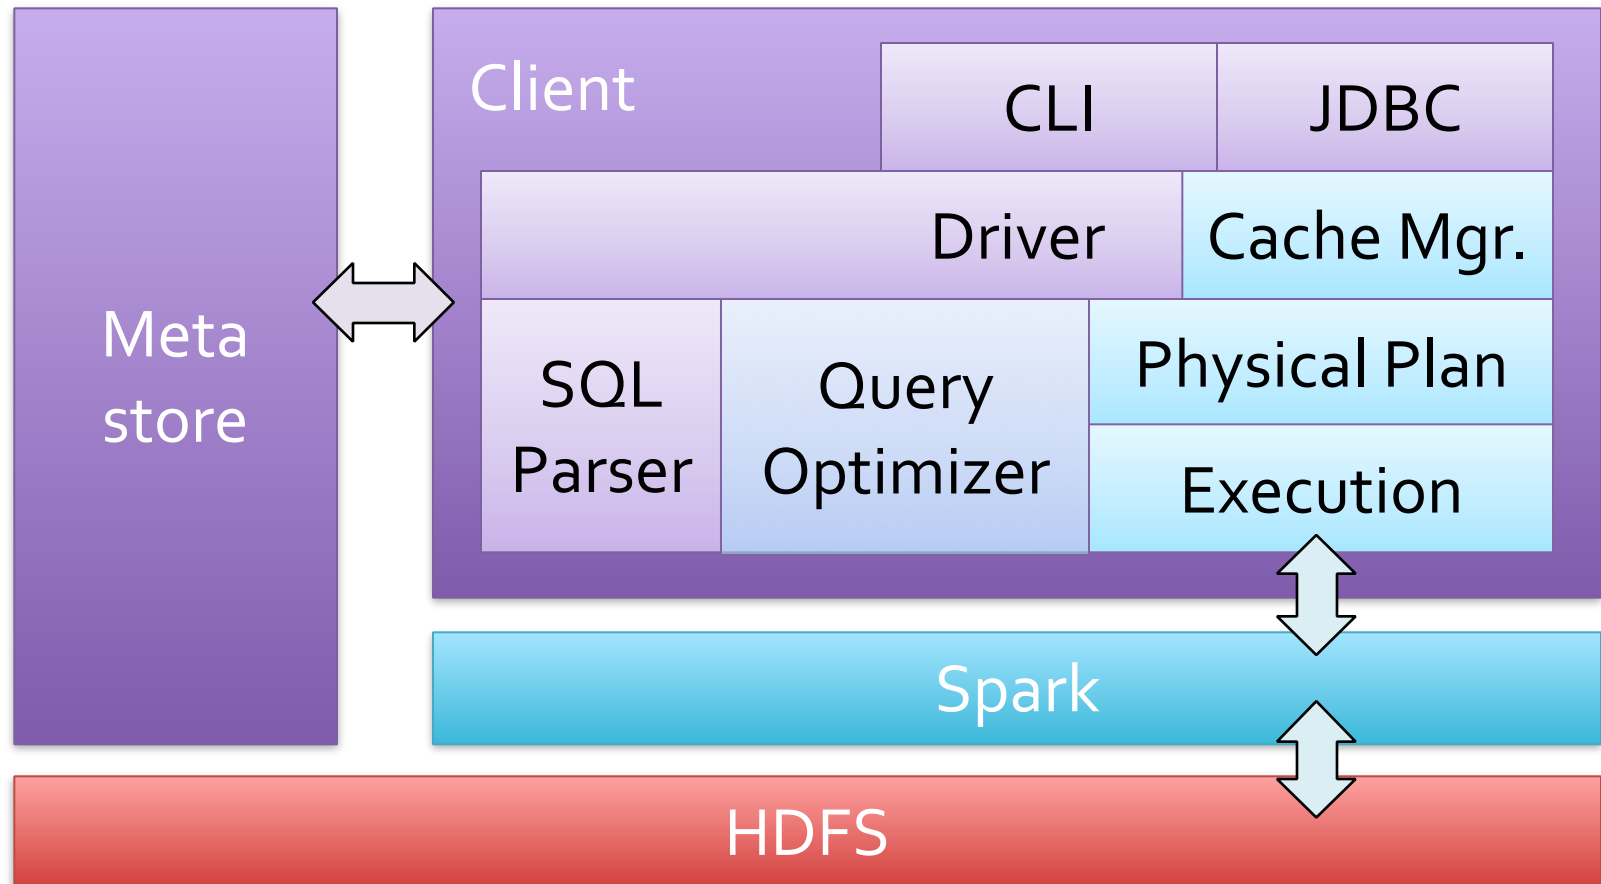 Client
CLI
JDBC
Driver
Cache Mgr.
Meta
store
SQL
Parser
Query
Optimizer
Physical Plan
Execution
Spark
HDFS